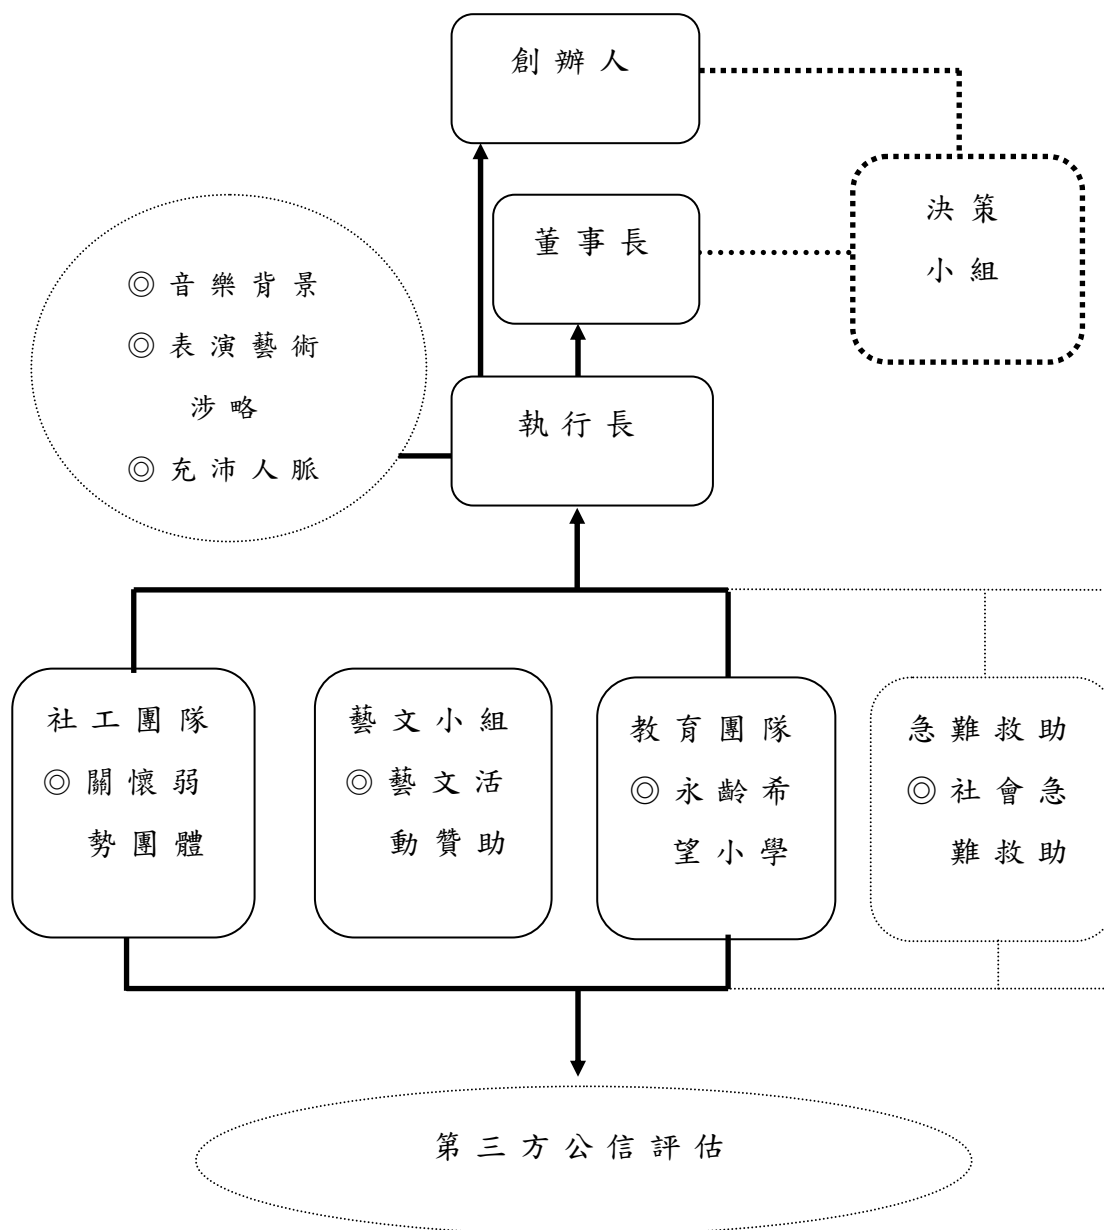 創辦人
董事長
決策
小組
◎音樂背景
◎表演藝術
涉略
◎充沛人脈
執行長
社工團隊
◎關懷弱
勢團體
藝文小組
◎藝文活
動贊助
教育團隊
◎永齡希
望小學
急難救助
◎社會急
難救助
第三方公信評估